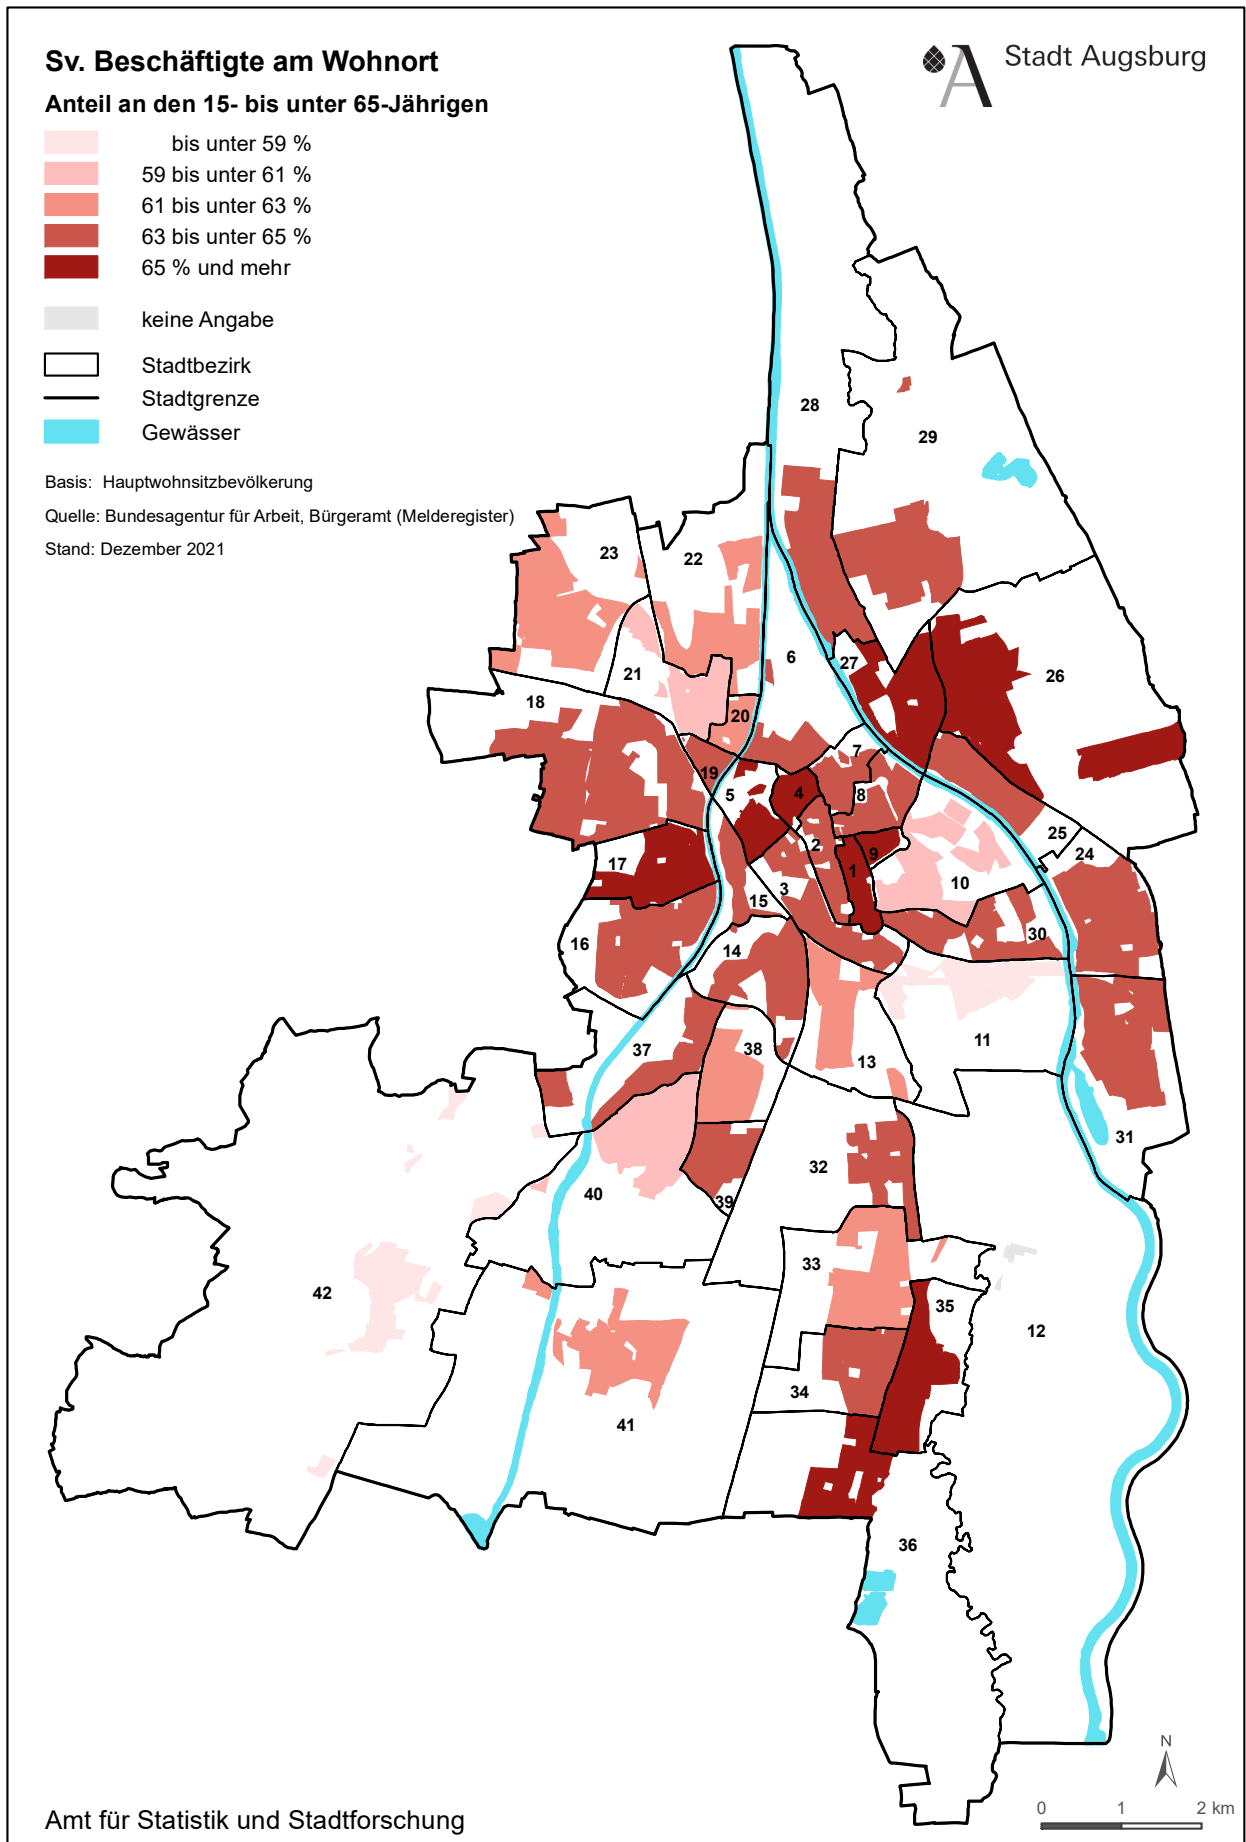 Sv. Beschäftigte am Wohnort
Anteil an den 15- bis unter 65-Jährigen
bis unter 59 %
59 bis unter 61 %
61 bis unter 63 %
63 bis unter 65 %
65 % und mehr
keine Angabe
Stadtbezirk
Stadtgrenze
Gewässer
Basis: Hauptwohnsitzbevölkerung
Quelle: Bundesagentur für Arbeit, Bürgeramt (Melderegister)
Stand: Dezember 2021
A Stadt Augsburg
28
29
23
22
6
27
26
21
18
20
7
19
5
4
8
25
2
24
17
9
1
10
3
15
30
16
14
11
37
38
13
31
32
40
39
33
42
35
12
34
41
36
N
0 1 2 km
Amt für Statistik und Stadtforschung